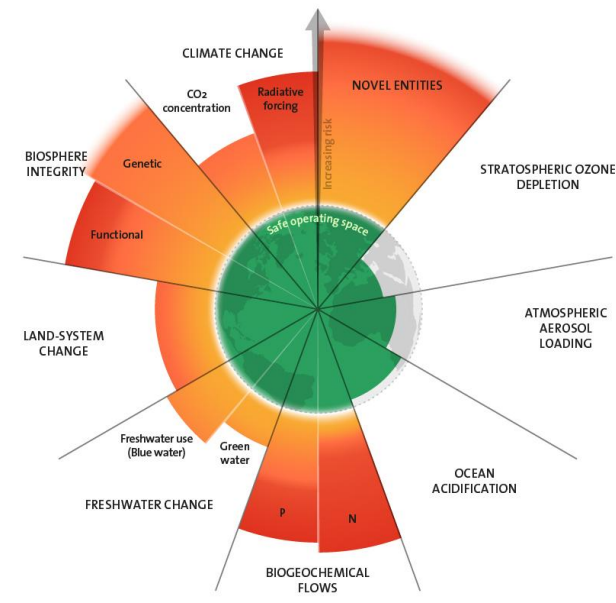 CLIMATE CHANGE
CO2
concentration
Radiative
forcing
NOVEL ENTITIES
Increasing risk
BIOSPHERE
INTEGRITY
Genetic
Functional
STRATOSPHERIC OZONE
DEPLETION
Safe operating space
ATMOSPHERIC
AEROSOL
LOADING
LAND-SYSTEM
CHANGE
Freshwater use
(Blue water)
Green
water
FRESHWATER CHANGE
OCEAN
ACIDIFICATION
P
N
BIOGEOCHEMICAL
FLOWS